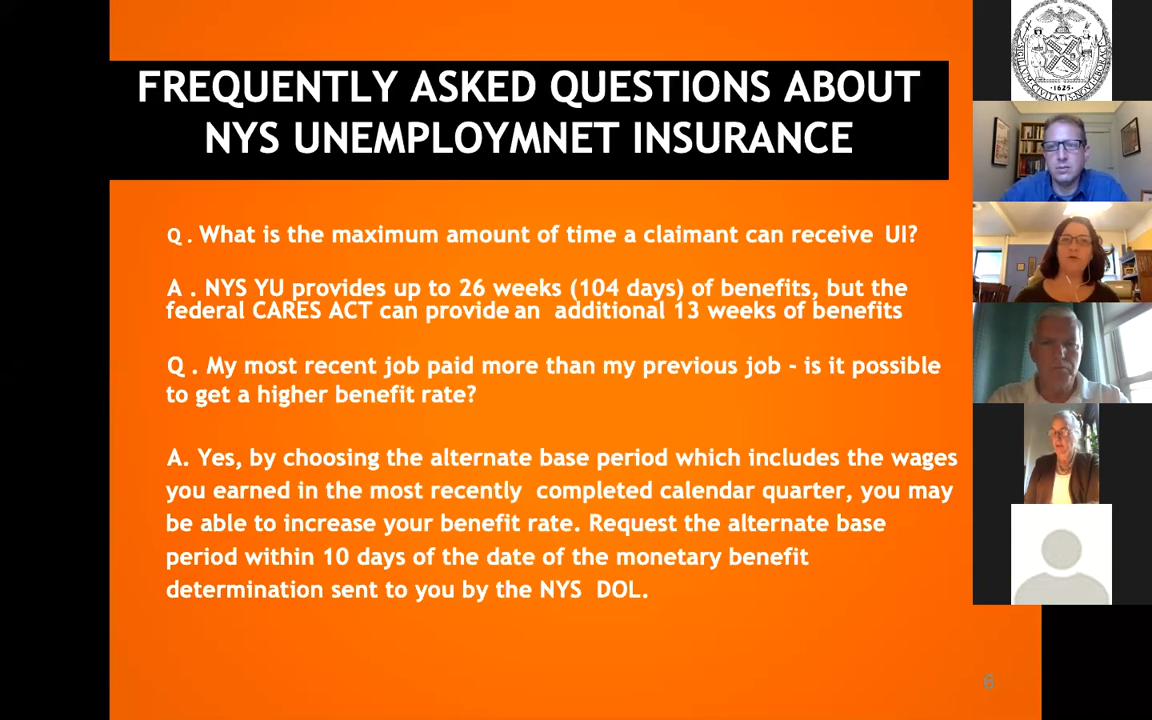 FREQUENTLY ASKED QUESTIONS ABOUT
NYS UNEMPLOYMNET INSURANCE
Q . What is the maximum amount of time a claimant can receive UI?
A . NYS YU provides up to 26 weeks (104 days) of benefits, but the
federal CARES ACT can provide an additional 13 weeks of benefits
Q . My most recent job paid more than my previous job - is it possible
to get a higher benefit rate?
A. Yes, by choosing the alternate base period which includes the wages
you earned in the most recently completed calendar quarter, you may
be able to increase your benefit rate. Request the alternate base
period within 10 days of the date of the monetary benefit
determination sent to you by the NYS DOL.
6
SIGILLUM CIVITATIS NOVI EBORACI
·1625·